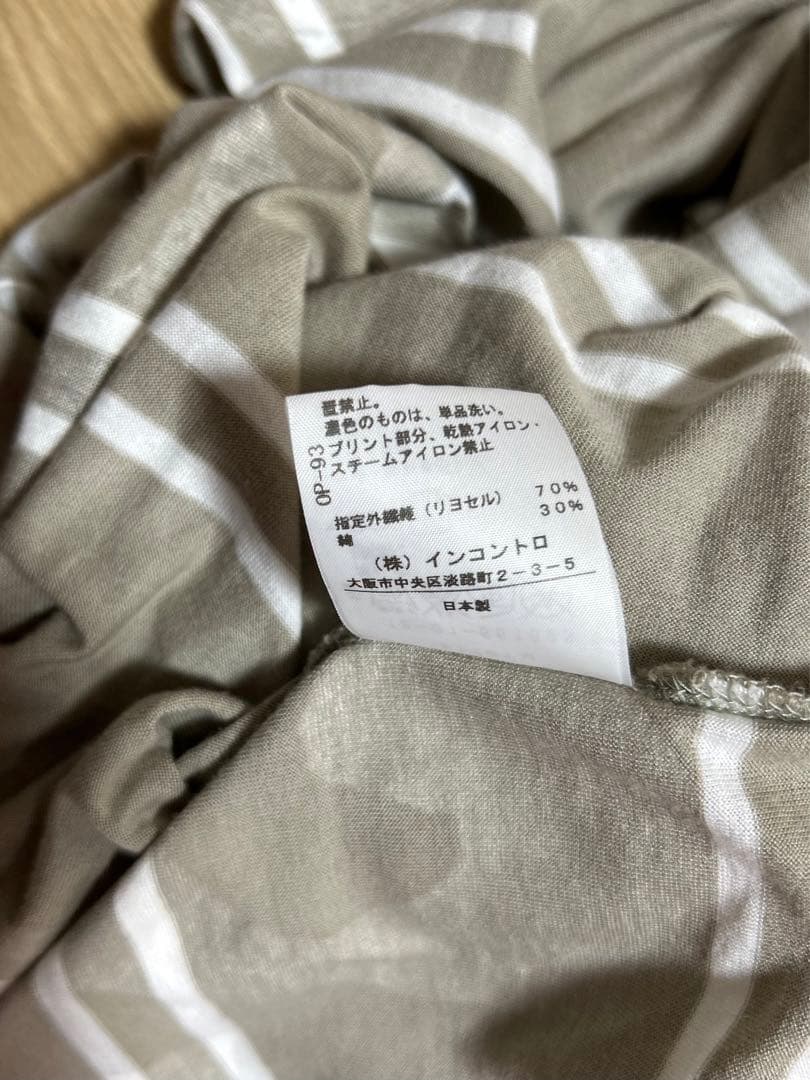 置禁止。
濃色のものは、単品洗い。
プリント部分、乾熱アイロン・
スチームアイロン禁止
OP-93
指定外繊維（リヨセル） 70%
綿 30%
（株）インコントロ
大阪市中央区淡路町2-3-5
日本製